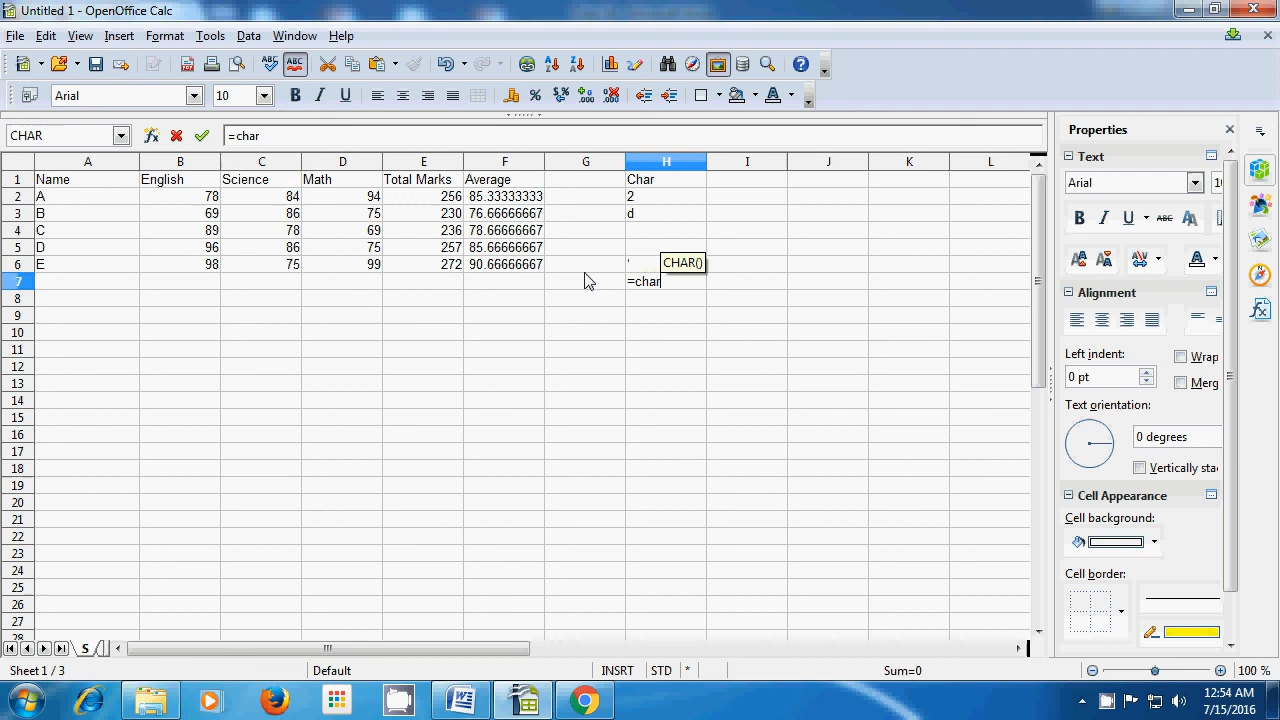 Untitled 1 - OpenOffice Calc
File Edit View Insert Format Tools Data Window Help
Arial 10
CHAR =char
A B C D E F G H I J K L
1 Name English Science Math Total Marks Average Char
2 A 78 84 94 256 85.33333333 2
3 B 69 86 75 230 76.66666667 d
4 C 89 78 69 236 78.66666667
5 D 96 86 75 257 85.66666667
6 E 98 75 99 272 90.66666667 ' CHAR()
7 =char
8
9
10
11
12
13
14
15
16
17
18
19
20
21
22
23
24
25
26
27
28
S
Sheet 1 / 3 Default INSRT STD * Sum=0 100 %
Properties
Text
Arial
Alignment
Left indent:
Wrap
0 pt
Merg
Text orientation:
0 degrees
Vertically stac
Cell Appearance
Cell background:
Cell border:
12:54 AM
7/15/2016